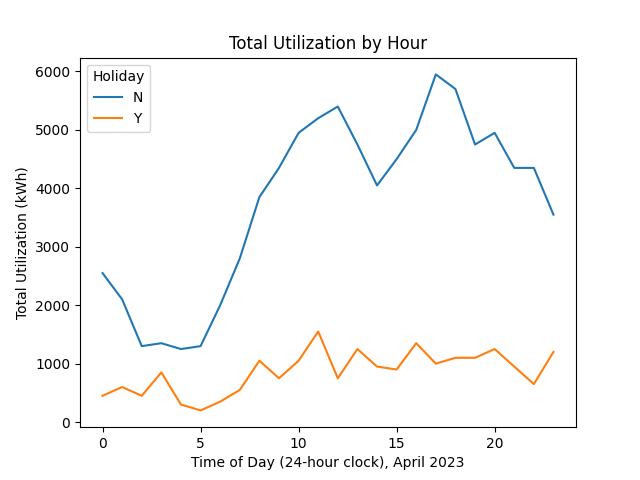 Total Utilization by Hour
Holiday
N
Y
6000
5000
4000
3000
2000
1000
0
Total Utilization (kWh)
0 5 10 15 20
Time of Day (24-hour clock), April 2023